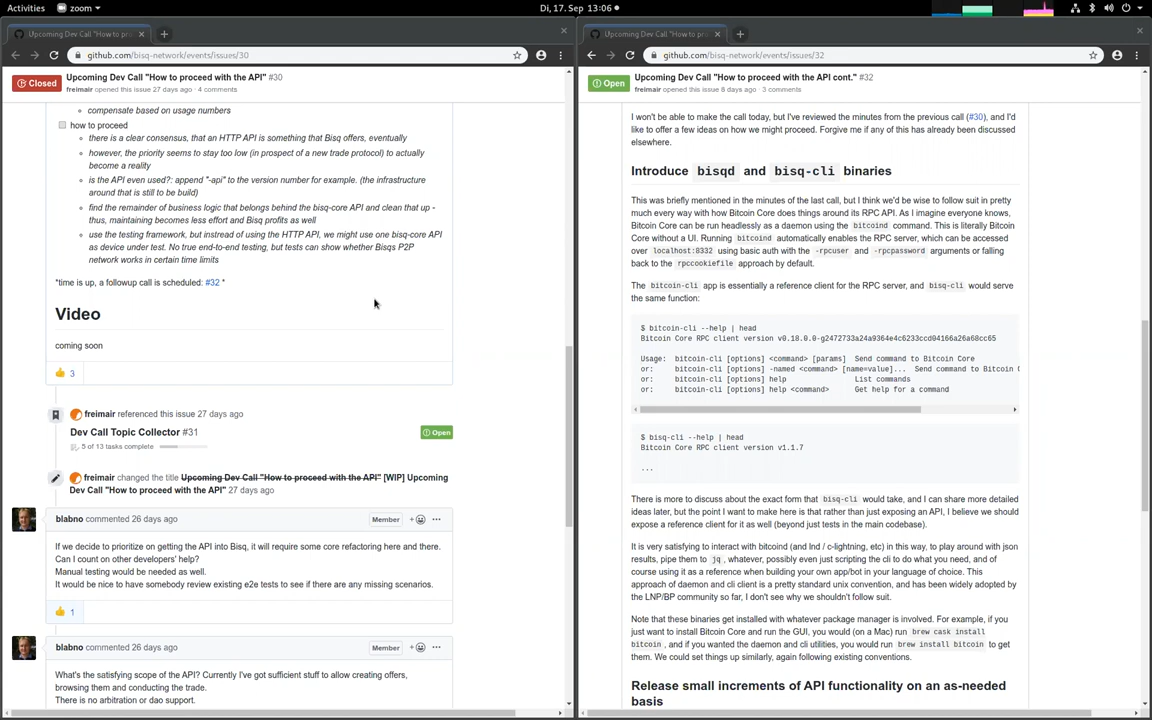 Activities zoom Di, 17. Sep 13:06
Upcoming Dev Call "How to pro
github.com/bisq-network/events/issues/30
Closed Upcoming Dev Call "How to proceed with the API" #30
freimair opened this issue 27 days ago · 4 comments
compensate based on usage numbers
how to proceed
there is a clear consensus, that an HTTP API is something that Bisq offers, eventually
however, the priority seems to stay too low (in prospect of a new trade protocol) to actually
become a reality
is the API even used?: append "-api" to the version number for example. (the infrastructure
around that is still to be build)
find the remainder of business logic that belongs behind the bisq-core API and clean that up -
thus, maintaining becomes less effort and Bisq profits as well
use the testing framework, but instead of using the HTTP API, we might use one bisq-core API
as device under test. No true end-to-end testing, but tests can show whether Bisqs P2P
network works in certain time limits
*time is up, a followup call is scheduled: #32 *
Video
coming soon
3
freimair referenced this issue 27 days ago
Dev Call Topic Collector #31 Open
5 of 13 tasks complete
freimair changed the title Upcoming Dev Call "How to proceed with the API" [WIP] Upcoming
Dev Call "How to proceed with the API" 27 days ago
blabno commented 26 days ago Member
If we decide to prioritize on getting the API into Bisq, it will require some core refactoring here and there.
Can I count on other developers' help?
Manual testing would be needed as well.
It would be nice to have somebody review existing e2e tests to see if there are any missing scenarios.
1
blabno commented 26 days ago Member
What's the satisfying scope of the API? Currently I've got sufficient stuff to allow creating offers,
browsing them and conducting the trade.
There is no arbitration or dao support.
Upcoming Dev Call "How to pro
github.com/bisq-network/events/issues/32
Open Upcoming Dev Call "How to proceed with the API cont." #32
freimair opened this issue 8 days ago · 3 comments
I won't be able to make the call today, but I've reviewed the minutes from the previous call (#30), and I'd
like to offer a few ideas on how we might proceed. Forgive me if any of this has already been discussed
elsewhere.
Introduce bisqd and bisq-cli binaries
This was briefly mentioned in the minutes of the last call, but I think we'd be wise to follow suit in pretty
much every way with how Bitcoin Core does things around its RPC API. As I imagine everyone knows,
Bitcoin Core can be run headlessly as a daemon using the bitcoind command. This is literally Bitcoin
Core without a UI. Running bitcoind automatically enables the RPC server, which can be accessed
over localhost:8332 using basic auth with the -rpcuser and -rpcpassword arguments or falling
back to the rpccookiefile approach by default.
The bitcoin-cli app is essentially a reference client for the RPC server, and bisq-cli would serve
the same function:
$ bitcoin-cli --help | head
Bitcoin Core RPC client version v0.18.0.0-g2472733a24a9364e4c6233ccd04166a26a68cc65
Usage: bitcoin-cli [options] <command> [params] Send command to Bitcoin Core
or: bitcoin-cli [options] -named <command> [name=value]... Send command to Bitcoin C
or: bitcoin-cli [options] help List commands
or: bitcoin-cli [options] help <command> Get help for a command
$ bisq-cli --help | head
Bitcoin Core RPC client version v1.1.7
...
There is more to discuss about the exact form that bisq-cli would take, and I can share more detailed
ideas later, but the point I want to make here is that rather than just exposing an API, I believe we should
expose a reference client for it as well (beyond just tests in the main codebase).
It is very satisfying to interact with bitcoind (and lnd / c-lightning, etc) in this way, to play around with json
results, pipe them to jq, whatever, possibly even just scripting the cli to do what you need, and of
course using it as a reference when building your own app/bot in your language of choice. This
approach of daemon and cli client is a pretty standard unix convention, and has been widely adopted by
the LNP/BP community so far, I don't see why we shouldn't follow suit.
Note that these binaries get installed with whatever package manager is involved. For example, if you
just want to install Bitcoin Core and run the GUI, you would (on a Mac) run brew cask install
bitcoin, and if you wanted the daemon and cli utilities, you would run brew install bitcoin to get
them. We could set things up similarly, again following existing conventions.
Release small increments of API functionality on an as-needed
basis